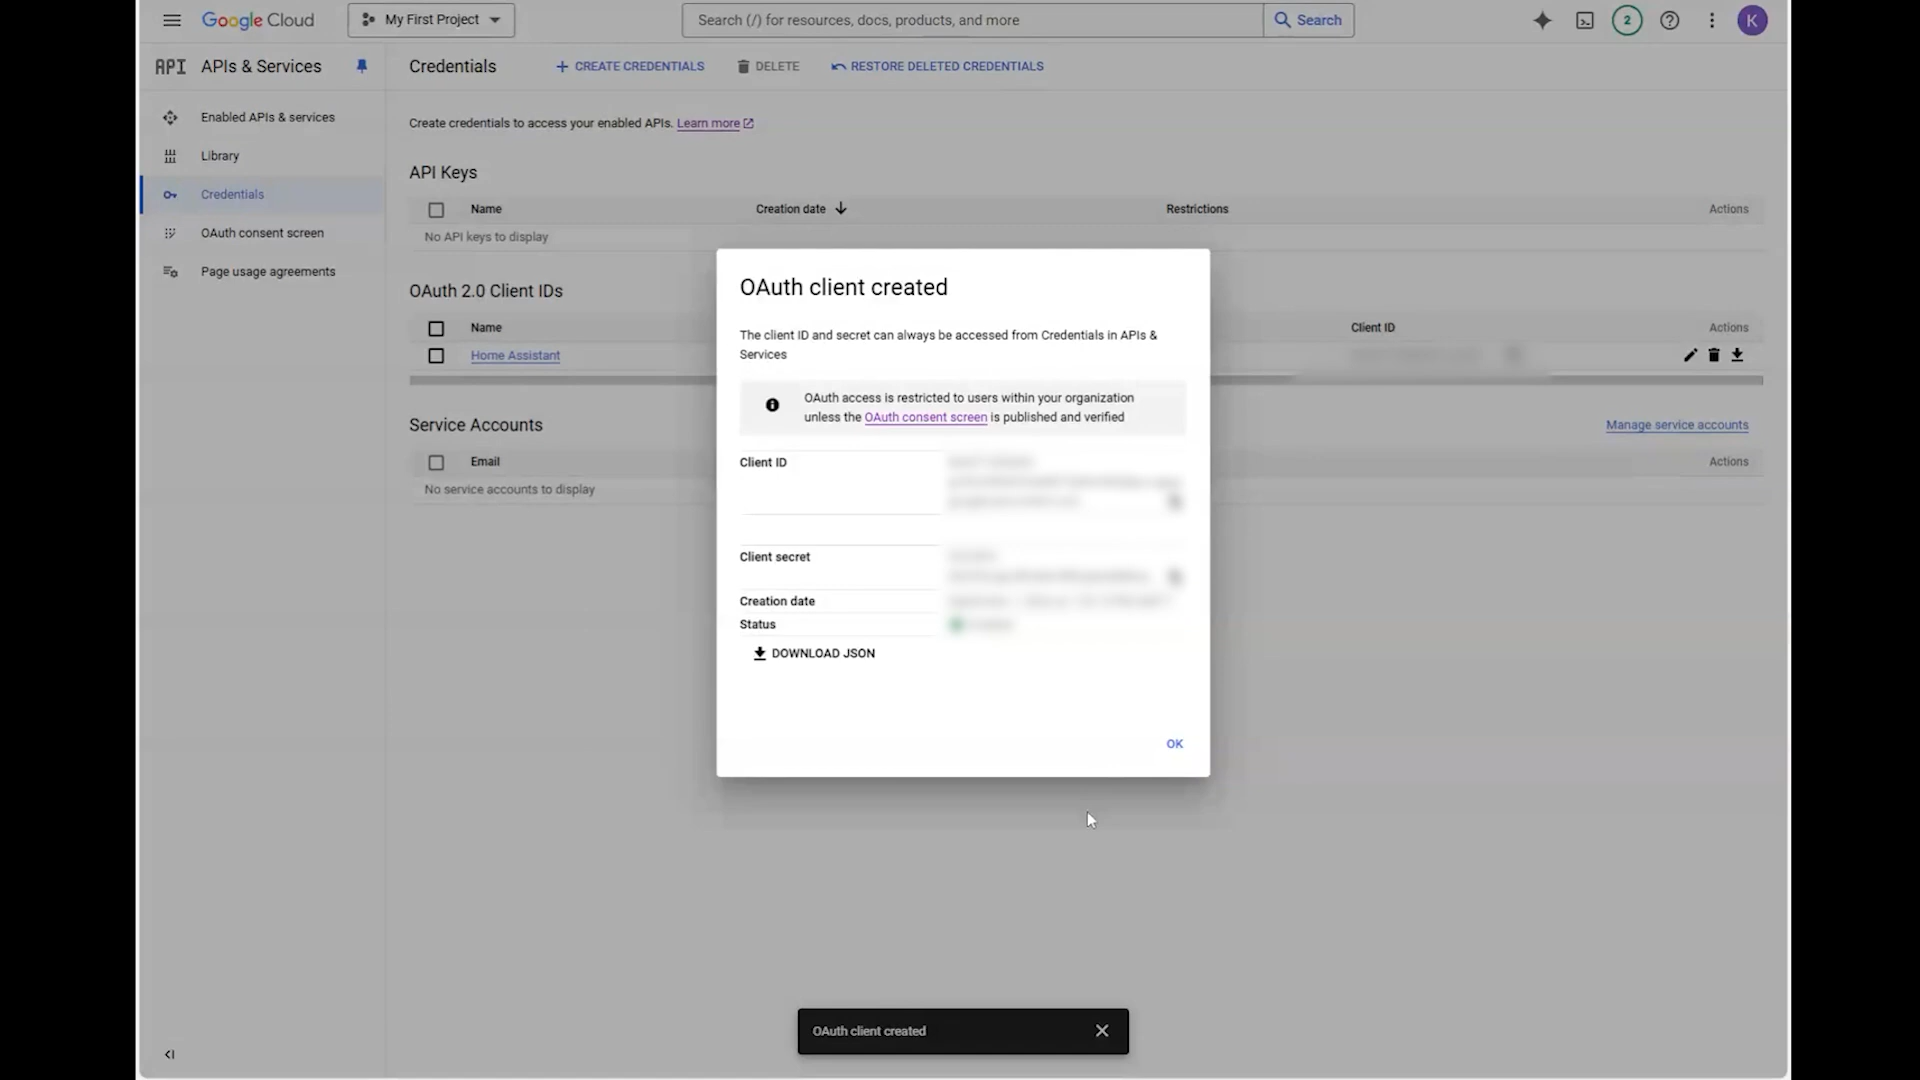 Google Cloud
My First Project
Search (/) for resources, docs, products, and more
Search
2
K
API APIs & Services
Credentials
CREATE CREDENTIALS
DELETE
RESTORE DELETED CREDENTIALS
Enabled APIs & services
Library
Credentials
OAuth consent screen
Page usage agreements
Create credentials to access your enabled APIs. Learn more
API Keys
Name
Creation date
Restrictions
Actions
No API keys to display
OAuth 2.0 Client IDs
Name
Client ID
Actions
Home Assistant
Service Accounts
Manage service accounts
Email
Actions
No service accounts to display
OAuth client created
The client ID and secret can always be accessed from Credentials in APIs &
Services
OAuth access is restricted to users within your organization
unless the OAuth consent screen is published and verified
Client ID
Client secret
Creation date
Status
DOWNLOAD JSON
OK
OAuth client created